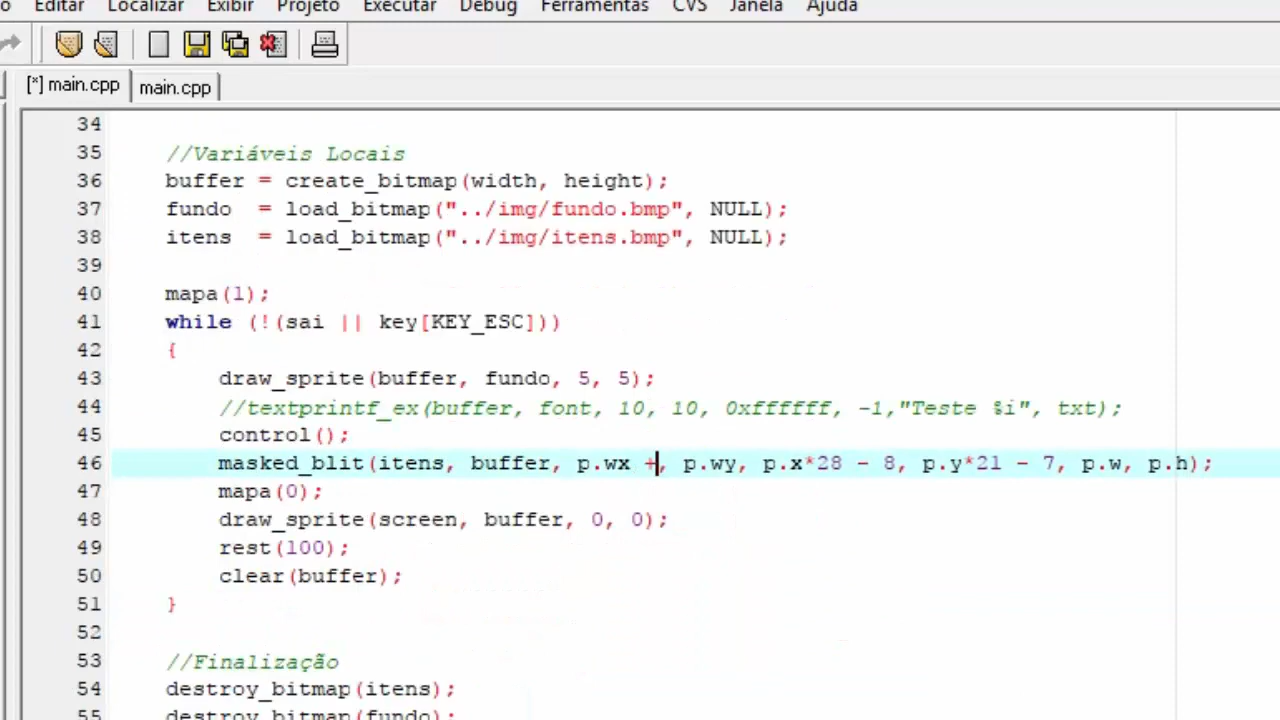 o Editar Localizar Exibir Projeto Executar Debug Ferramentas CVS Janela Ajuda
[*] main.cpp main.cpp
34
35 //Variáveis Locais
36 buffer = create_bitmap(width, height);
37 fundo  = load_bitmap("../img/fundo.bmp", NULL);
38 itens  = load_bitmap("../img/itens.bmp", NULL);
39
40 mapa(1);
41 while (!(sai || key[KEY_ESC]))
42 {
43 draw_sprite(buffer, fundo, 5, 5);
44 //textprintf_ex(buffer, font, 10, 10, 0xffffff, -1,"Teste %i", txt);
45 control();
46 masked_blit(itens, buffer, p.wx +, p.wy, p.x*28 - 8, p.y*21 - 7, p.w, p.h);
47 mapa(0);
48 draw_sprite(screen, buffer, 0, 0);
49 rest(100);
50 clear(buffer);
51 }
52
53 //Finalização
54 destroy_bitmap(itens);
55 destroy_bitmap(fundo);